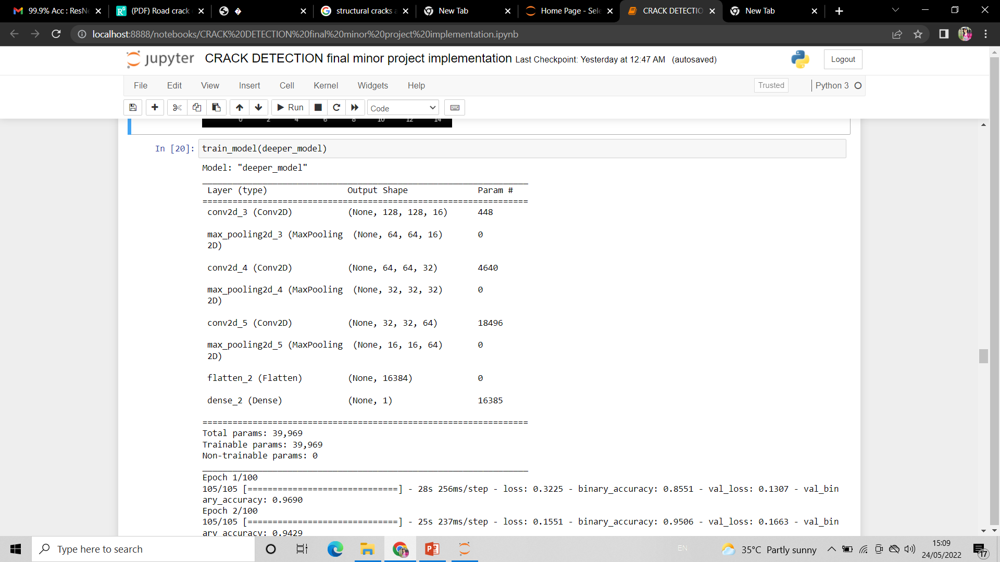 99.9% Acc : ResNe
(PDF) Road crack
�
structural cracks a
New Tab
Home Page - Sele
CRACK DETECTIO
New Tab
localhost:8888/notebooks/CRACK%20DETECTION%20final%20minor%20project%20implementation.ipynb
jupyter CRACK DETECTION final minor project implementation Last Checkpoint: Yesterday at 12:47 AM (autosaved)
Logout
File Edit View Insert Cell Kernel Widgets Help
Trusted
Python 3
Run
Code
0 2 4 6 8 10 12 14
In [20]: train_model(deeper_model)
Model: "deeper_model"
Layer (type) Output Shape Param #
=================================================================
conv2d_3 (Conv2D) (None, 128, 128, 16) 448
max_pooling2d_3 (MaxPooling (None, 64, 64, 16) 0
2D)
conv2d_4 (Conv2D) (None, 64, 64, 32) 4640
max_pooling2d_4 (MaxPooling (None, 32, 32, 32) 0
2D)
conv2d_5 (Conv2D) (None, 32, 32, 64) 18496
max_pooling2d_5 (MaxPooling (None, 16, 16, 64) 0
2D)
flatten_2 (Flatten) (None, 16384) 0
dense_2 (Dense) (None, 1) 16385
=================================================================
Total params: 39,969
Trainable params: 39,969
Non-trainable params: 0
Epoch 1/100
105/105 [==============================] - 28s 256ms/step - loss: 0.3225 - binary_accuracy: 0.8551 - val_loss: 0.1307 - val_bin
ary_accuracy: 0.9690
Epoch 2/100
105/105 [==============================] - 25s 237ms/step - loss: 0.1551 - binary_accuracy: 0.9506 - val_loss: 0.1663 - val_bin
ary_accuracy: 0.9429
Type here to search
EN
35°C Partly sunny
15:09
24/05/2022
17